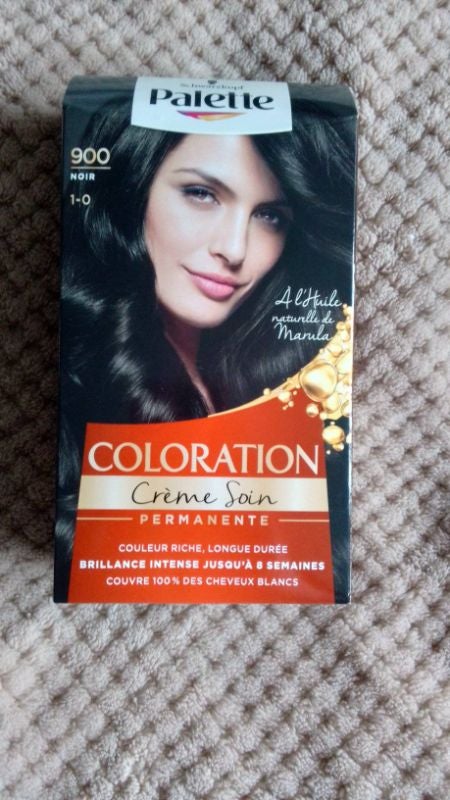 Schwarzkopf
Palette
900
NOIR
1-0
À l'Huile
naturelle de
Marula
COLORATION
Crème Soin
PERMANENTE
COULEUR RICHE, LONGUE DURÉE
BRILLANCE INTENSE JUSQU'À 8 SEMAINES
COUVRE 100% DES CHEVEUX BLANCS